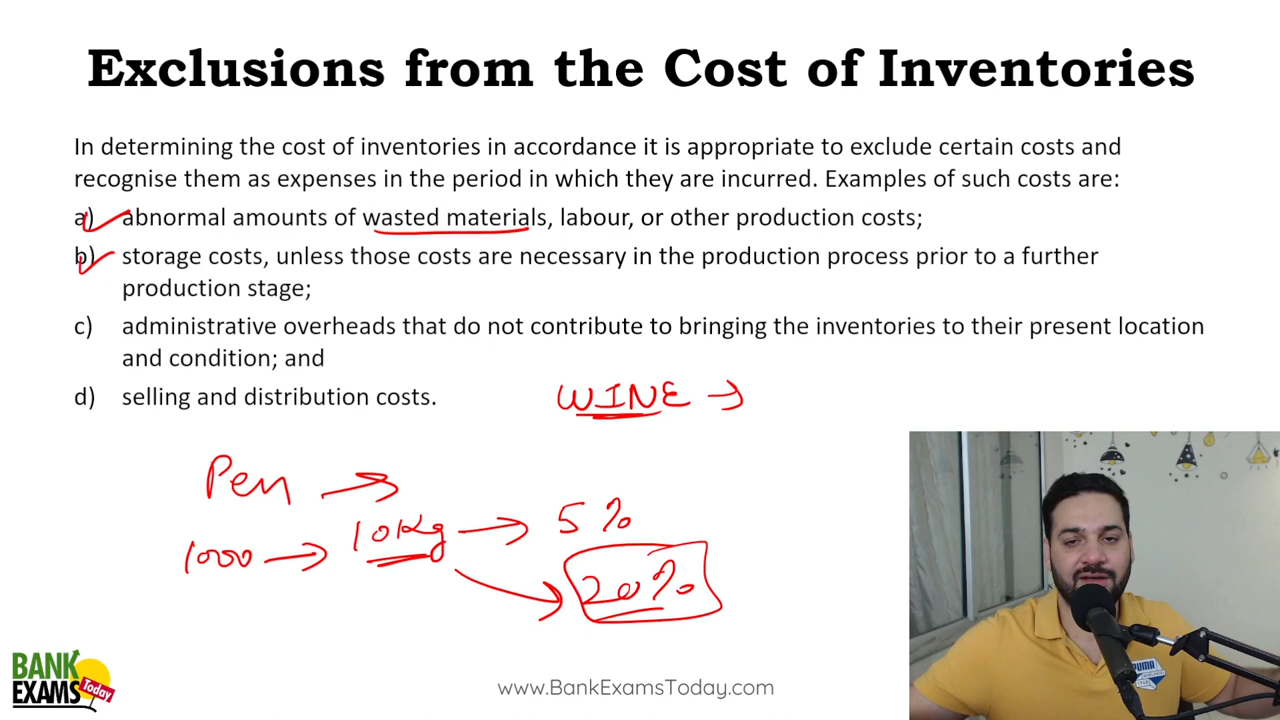 Exclusions from the Cost of Inventories
In determining the cost of inventories in accordance it is appropriate to exclude certain costs and
recognise them as expenses in the period in which they are incurred. Examples of such costs are:
a) abnormal amounts of wasted materials, labour, or other production costs;
b) storage costs, unless those costs are necessary in the production process prior to a further
production stage;
c) administrative overheads that do not contribute to bringing the inventories to their present location
and condition; and
d) selling and distribution costs.
WINE →
Pen →
1000 → 10Kg → 5%
20%
BANK
EXAMS
Today
www.BankExamsToday.com
PUMA